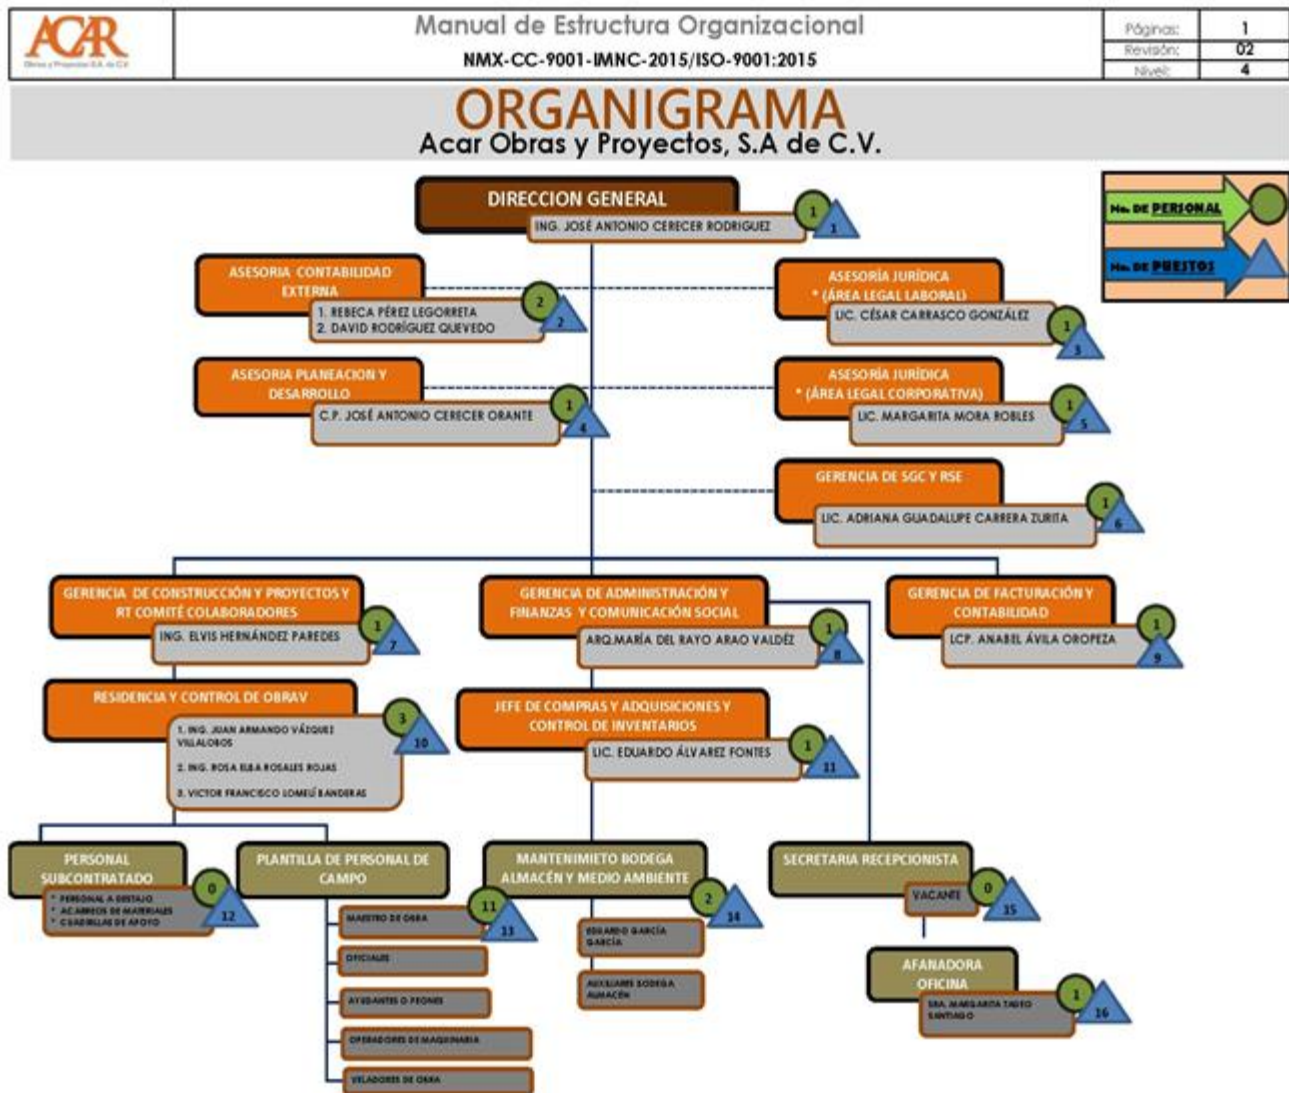 ACAR
Obras y Proyectos S.A. de C.V.
Manual de Estructura Organizacional
NMX-CC-9001-IMNC-2015/ISO-9001:2015
Páginas: 1
Revisión: 02
Nivel: 4
ORGANIGRAMA
Acar Obras y Proyectos, S.A de C.V.
No. DE PERSONAL
No. DE PUESTOS
DIRECCION GENERAL
ING. JOSÉ ANTONIO CERECER RODRIGUEZ
1
1
ASESORIA CONTABILIDAD
EXTERNA
1. REBECA PÉREZ LEGORRETA
2. DAVID RODRÍGUEZ QUEVEDO
2
2
ASESORÍA JURÍDICA
* (ÁREA LEGAL LABORAL)
LIC. CÉSAR CARRASCO GONZÁLEZ
1
3
ASESORIA PLANEACION Y
DESARROLLO
C.P. JOSÉ ANTONIO CERECER ORANTE
1
4
ASESORÍA JURÍDICA
* (ÁREA LEGAL CORPORATIVA)
LIC. MARGARITA MORA ROBLES
1
5
GERENCIA DE SGC Y RSE
LIC. ADRIANA GUADALUPE CARRERA ZURITA
1
6
GERENCIA DE CONSTRUCCIÓN Y PROYECTOS Y
RT COMITÉ COLABORADORES
ING. ELVIS HERNÁNDEZ PAREDES
1
7
GERENCIA DE ADMINISTRACIÓN Y
FINANZAS Y COMUNICACIÓN SOCIAL
ARQ.MARÍA DEL RAYO ARAO VALDÉZ
1
8
GERENCIA DE FACTURACIÓN Y
CONTABILIDAD
LCP. ANABEL ÁVILA OROPEZA
1
9
RESIDENCIA Y CONTROL DE OBRAV
1. ING. JUAN ARMANDO VÁZQUEZ
VILLALOBOS
2. ING. ROSA ELBA ROSALES ROJAS
3. VICTOR FRANCISCO LOMELÍ BANDERAS
3
10
JEFE DE COMPRAS Y ADQUISICIONES Y
CONTROL DE INVENTARIOS
LIC. EDUARDO ÁLVAREZ FONTES
1
11
PERSONAL
SUBCONTRATADO
* PERSONAL A DESTAJO
* ACARREOS DE MATERIALES
* CUADRILLAS DE APOYO
0
12
PLANTILLA DE PERSONAL DE
CAMPO
MAESTRO DE OBRA
11
13
OFICIALES
AYUDANTES O PEONES
OPERADORES DE MAQUINARIA
VELADORES DE OBRA
MANTENIMIETO BODEGA
ALMACÉN Y MEDIO AMBIENTE
2
14
EDUARDO GARCÍA
GARCÍA
AUXILIARES BODEGA
ALMACÉN
SECRETARIA RECEPCIONISTA
VACANTE
0
15
AFANADORA
OFICINA
SRA. MARGARITA TADEO
SANTIAGO
1
16